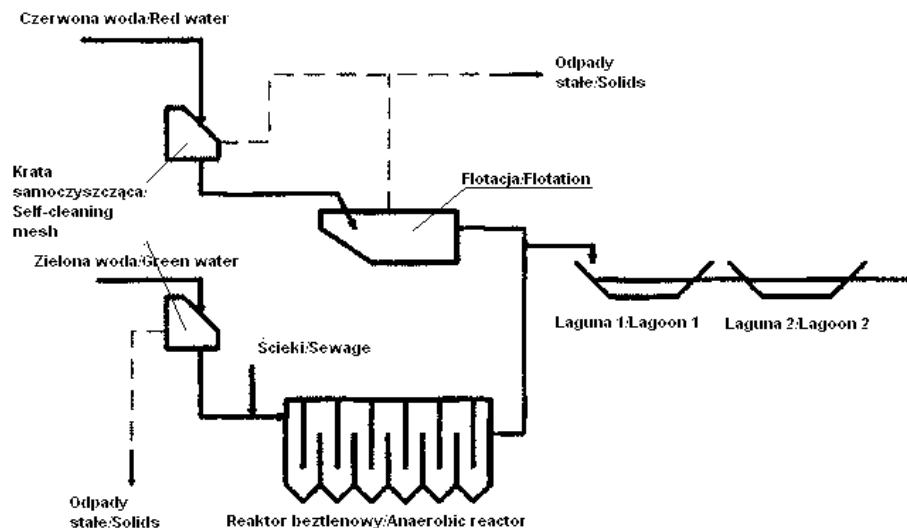 Czerwona woda/Red water
Odpady
stałe/Solids
Krata
samoczyszcząca/
Self-cleaning
mesh
Flotacja/Flotation
Zielona woda/Green water
Laguna 1/Lagoon 1
Laguna 2/Lagoon 2
Ścieki/Sewage
Odpady
stałe/Solids
Reaktor beztlenowy/Anaerobic reactor